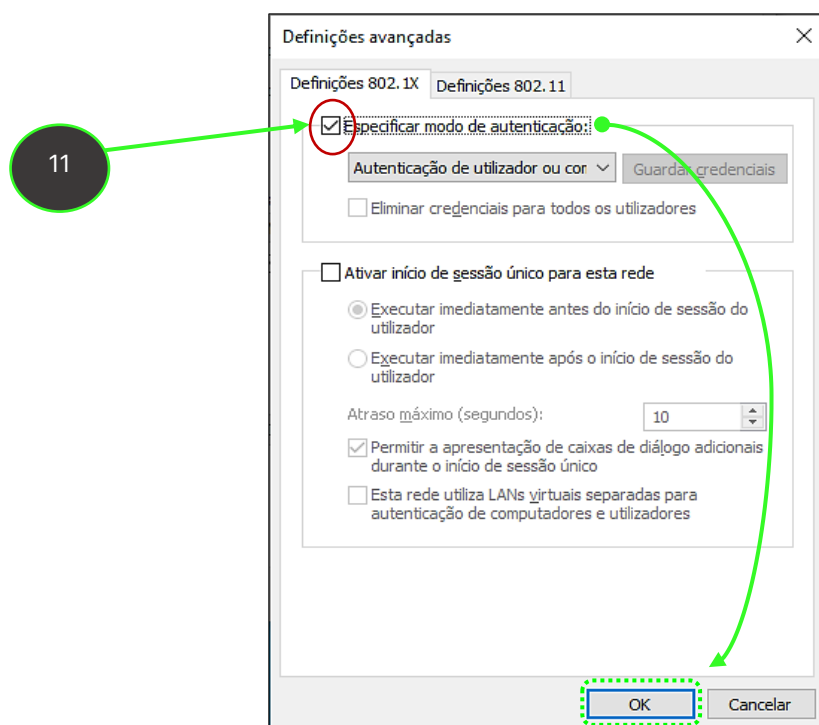 Definições avançadas
Definições 802.1X
Definições 802.11
11
Especificar modo de autenticação:
Autenticação de utilizador ou cor
Guardar credenciais
Eliminar credenciais para todos os utilizadores
Ativar início de sessão único para esta rede
Executar imediatamente antes do início de sessão do
utilizador
Executar imediatamente após o início de sessão do
utilizador
Atraso máximo (segundos):
10
Permitir a apresentação de caixas de diálogo adicionais
durante o início de sessão único
Esta rede utiliza LANs virtuais separadas para
autenticação de computadores e utilizadores
OK
Cancelar